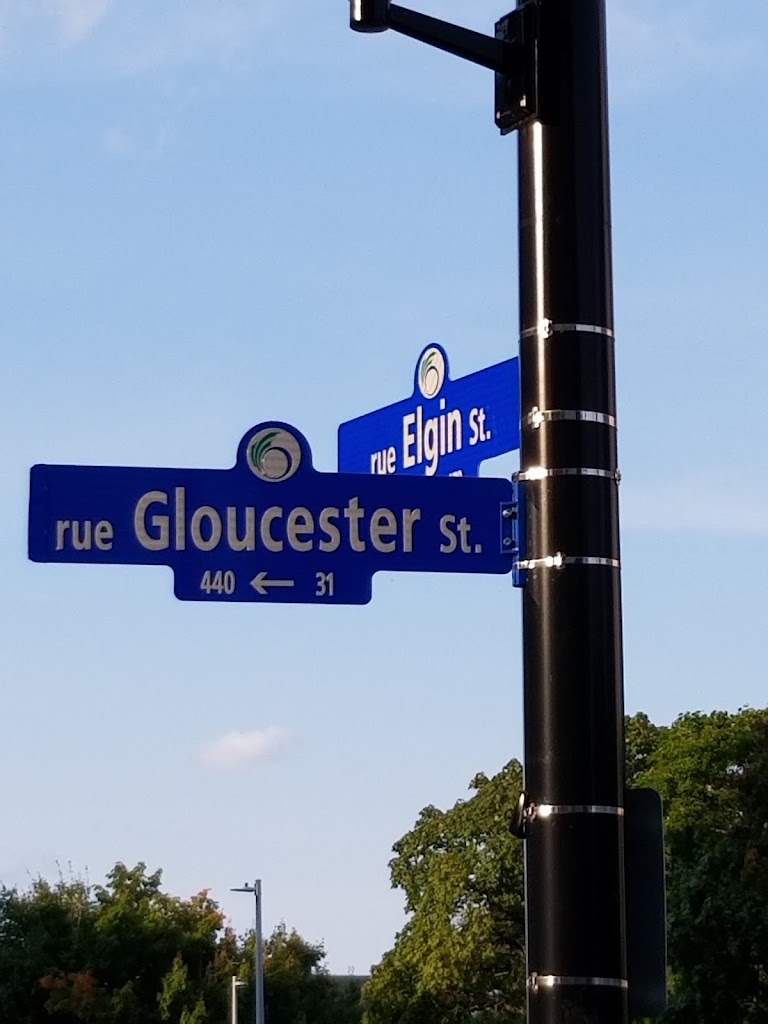 rue Elgin St.
rue Gloucester St.
440 ← 31